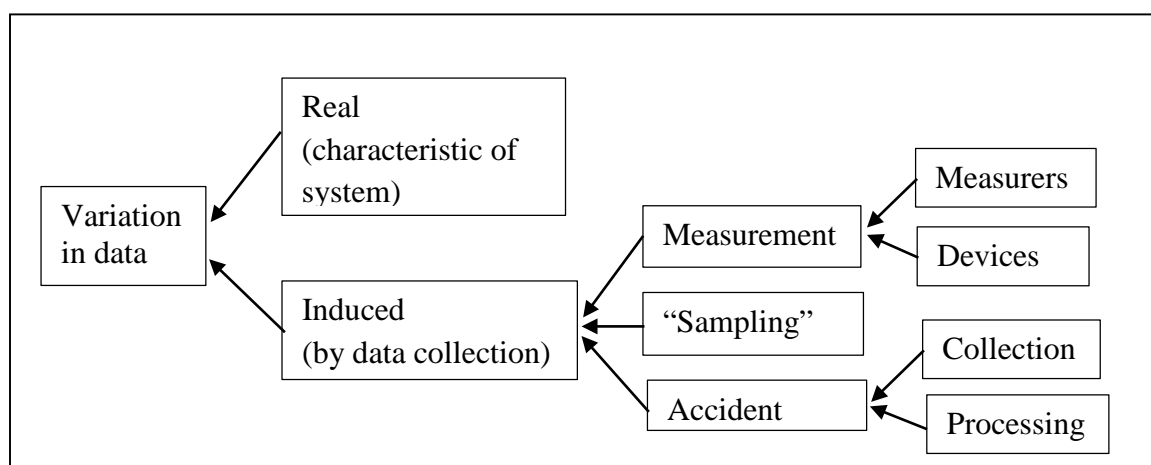 Real
(characteristic of
system)
Variation
in data
Induced
(by data collection)
Measurement
“Sampling”
Accident
Measurers
Devices
Collection
Processing